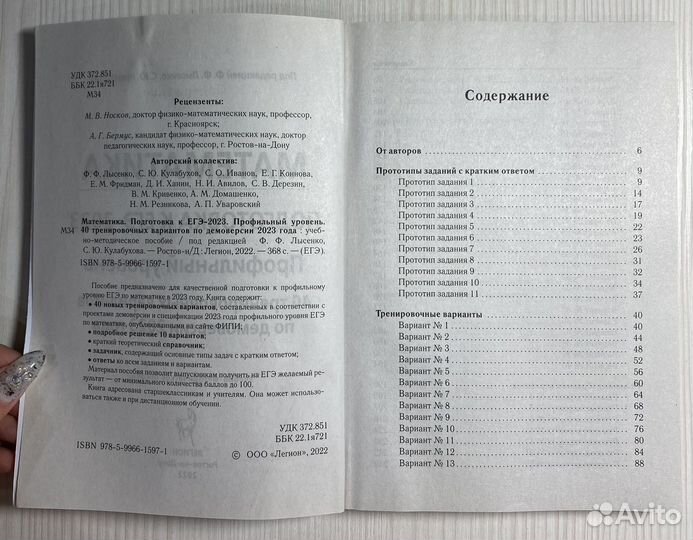 УДК 372.851
ББК 22.1я721
М34
Рецензенты:
М. В. Носков, доктор физико-математических наук, профессор,
г. Красноярск;
А. Г. Бермус, кандидат физико-математических наук, доктор
педагогических наук, профессор, г. Ростов-на-Дону
Авторский коллектив:
Ф. Ф. Лысенко, С. Ю. Кулабухов, С. О. Иванов, Е. Г. Коннова,
Е. М. Фридман, Д. И. Ханин, Н. И. Авилов, С. В. Дерезин,
В. М. Кривенко, А. М. Домашенко,
Н. М. Резникова, А. П. Уваровский
Математика. Подготовка к ЕГЭ-2023. Профильный уровень.
М34 40 тренировочных вариантов по демоверсии 2023 года : учеб-
но-методическое пособие / под редакцией Ф. Ф. Лысенко,
С. Ю. Кулабухова. — Ростов-н/Д : Легион, 2022. — 368 с. — (ЕГЭ).
ISBN 978-5-9966-1597-1
Пособие предназначено для качественной подготовки к профильному
уровню ЕГЭ по математике в 2023 году. Книга содержит:
• 40 новых тренировочных вариантов, составленных в соответствии с
проектами демоверсии и спецификации 2023 года профильного уровня ЕГЭ
по математике, опубликованными на сайте ФИПИ;
• подробное решение 10 вариантов;
• краткий теоретический справочник;
• задачник, содержащий основные типы задач с кратким ответом;
• ответы ко всем заданиям и вариантам.
Материал пособия позволит выпускникам получить на ЕГЭ желаемый ре-
зультат — от минимального количества баллов до 100.
Книга адресована старшеклассникам и учителям. Она может использо-
ваться также и при дистанционном обучении.
УДК 372.851
ББК 22.1я721
ISBN 978-5-9966-1597-1
© ООО «Легион», 2022
Содержание
От авторов 6
Прототипы заданий с кратким ответом 9
Прототип задания 1 9
Прототип задания 2 14
Прототип задания 3 17
Прототип задания 4 19
Прототип задания 5 22
Прототип задания 6 23
Прототип задания 7 26
Прототип задания 8 31
Прототип задания 9 32
Прототип задания 10 34
Прототип задания 11 37
Тренировочные варианты 40
Вариант № 1 40
Вариант № 2 44
Вариант № 3 48
Вариант № 4 52
Вариант № 5 56
Вариант № 6 60
Вариант № 7 64
Вариант № 8 68
Вариант № 9 72
Вариант № 10 76
Вариант № 11 80
Вариант № 12 84
Вариант № 13 88
Avito